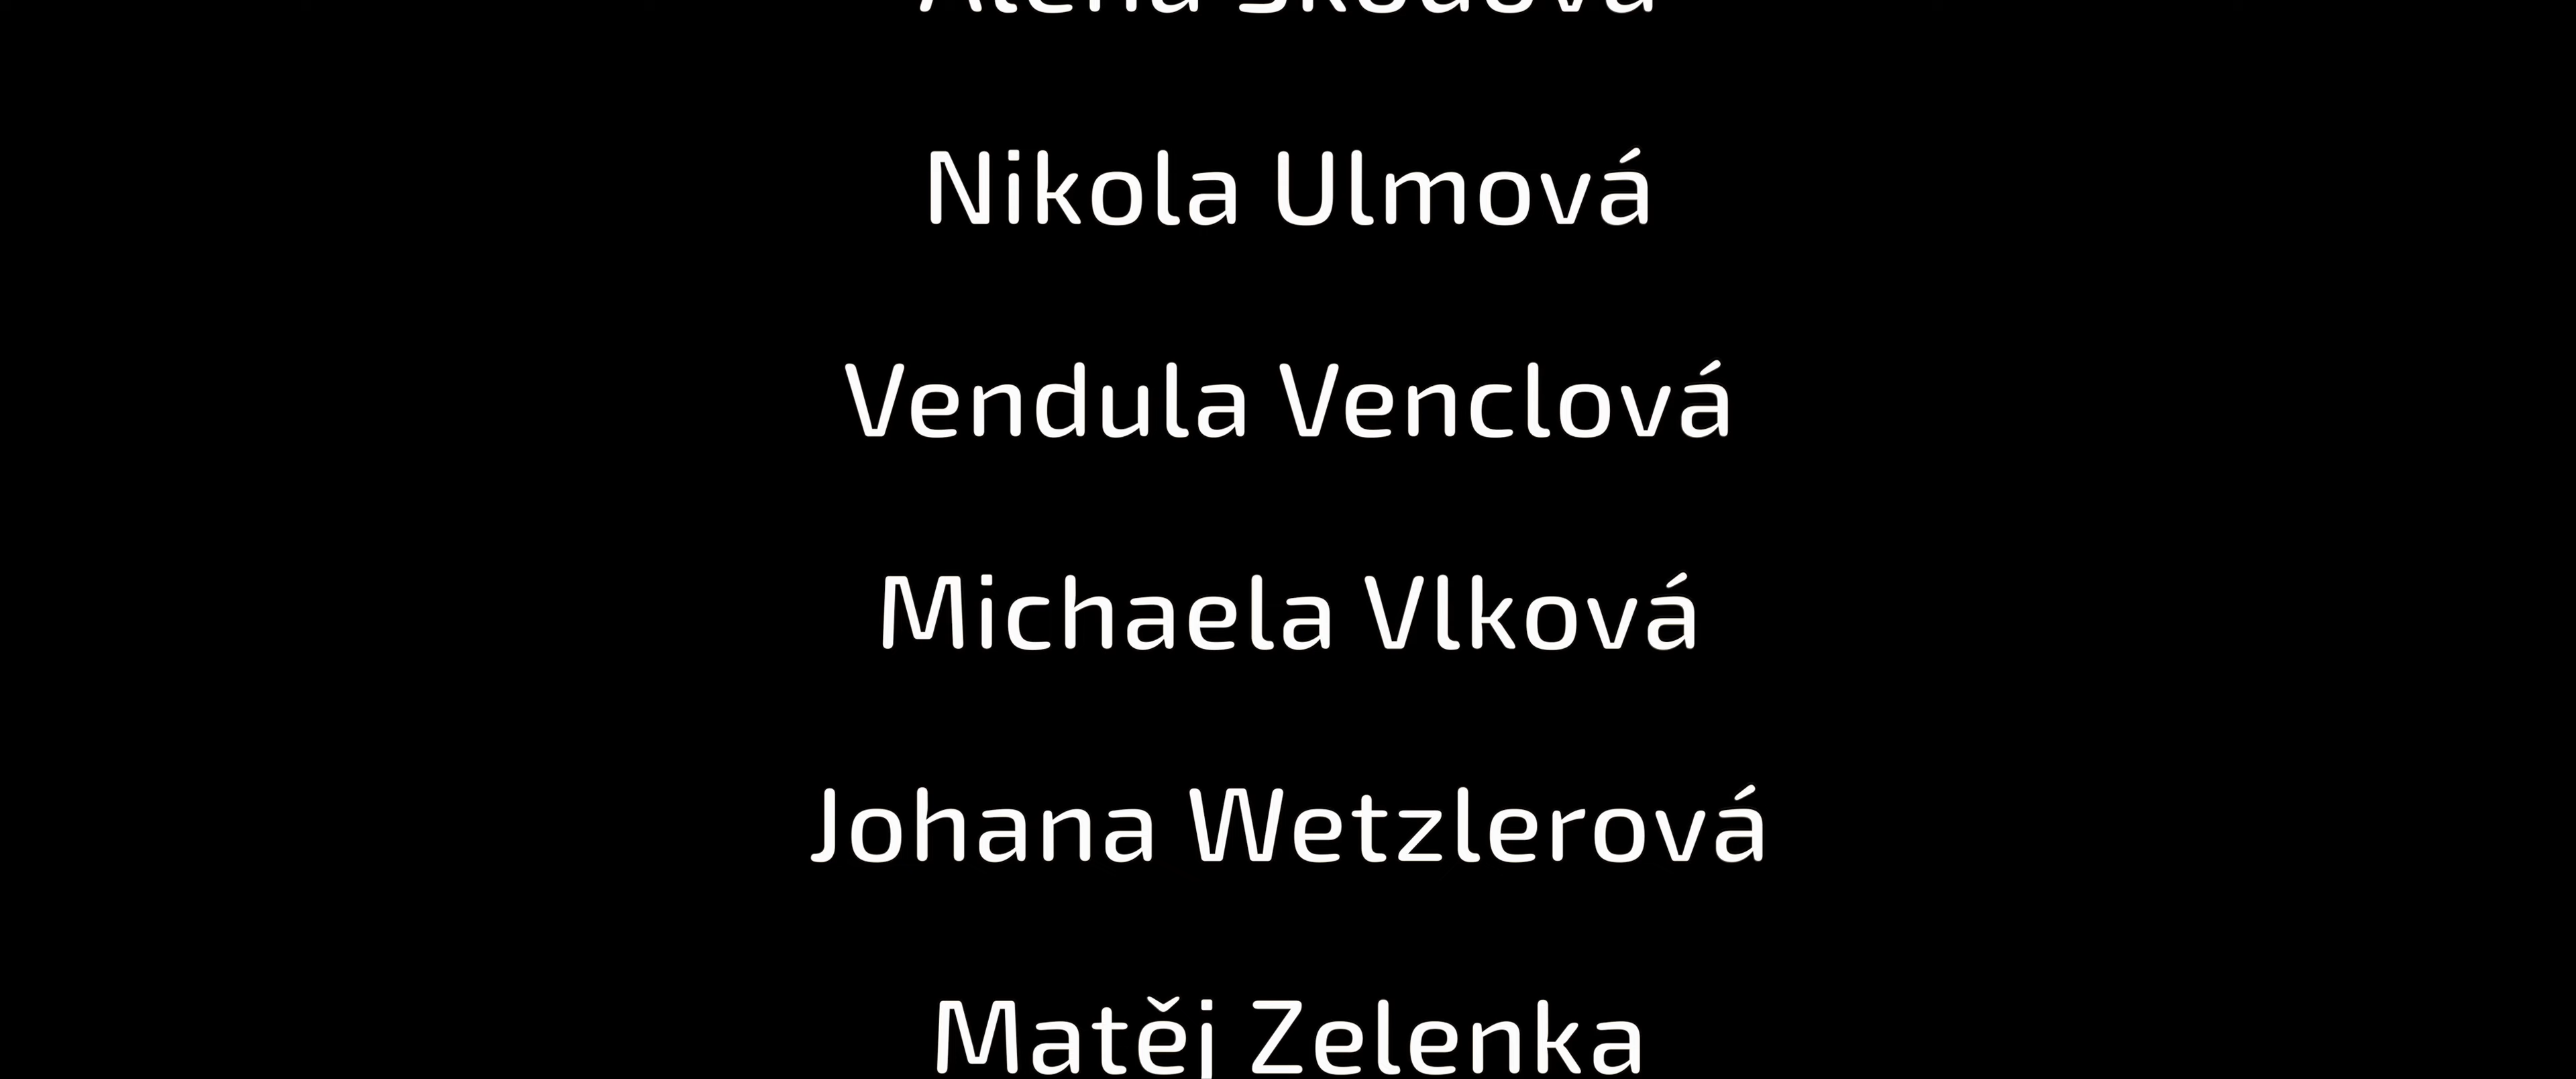 Nikola Ulmová
Vendula Venclová
Michaela Vlková
Johana Wetzlerová
Matěj Zelenka